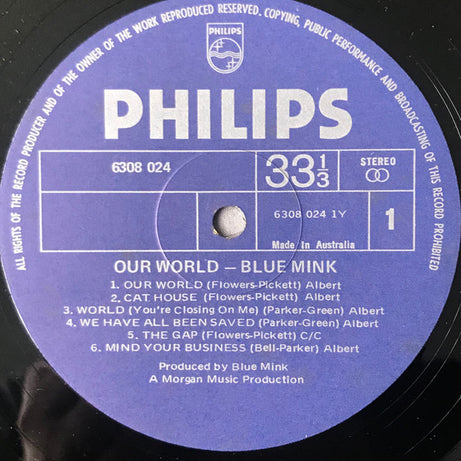 ALL RIGHTS OF THE RECORD PRODUCER AND OF THE OWNER OF THE WORK REPRODUCED RESERVED. COPYING, PUBLIC PERFORMANCE AND BROADCASTING OF THIS RECORD PROHIBITED
PHILIPS
PHILIPS
6308 024
33 1/3
STEREO
6308 024 1Y
1
Made In Australia
OUR WORLD – BLUE MINK
1. OUR WORLD (Flowers-Pickett) Albert
2. CAT HOUSE (Flowers-Pickett) Albert
3. WORLD (You're Closing On Me) (Parker-Green) Albert
4. WE HAVE ALL BEEN SAVED (Parker-Green) Albert
5. THE GAP (Flowers-Pickett) C/C
6. MIND YOUR BUSINESS (Bell-Parker) Albert
Produced by Blue Mink
A Morgan Music Production